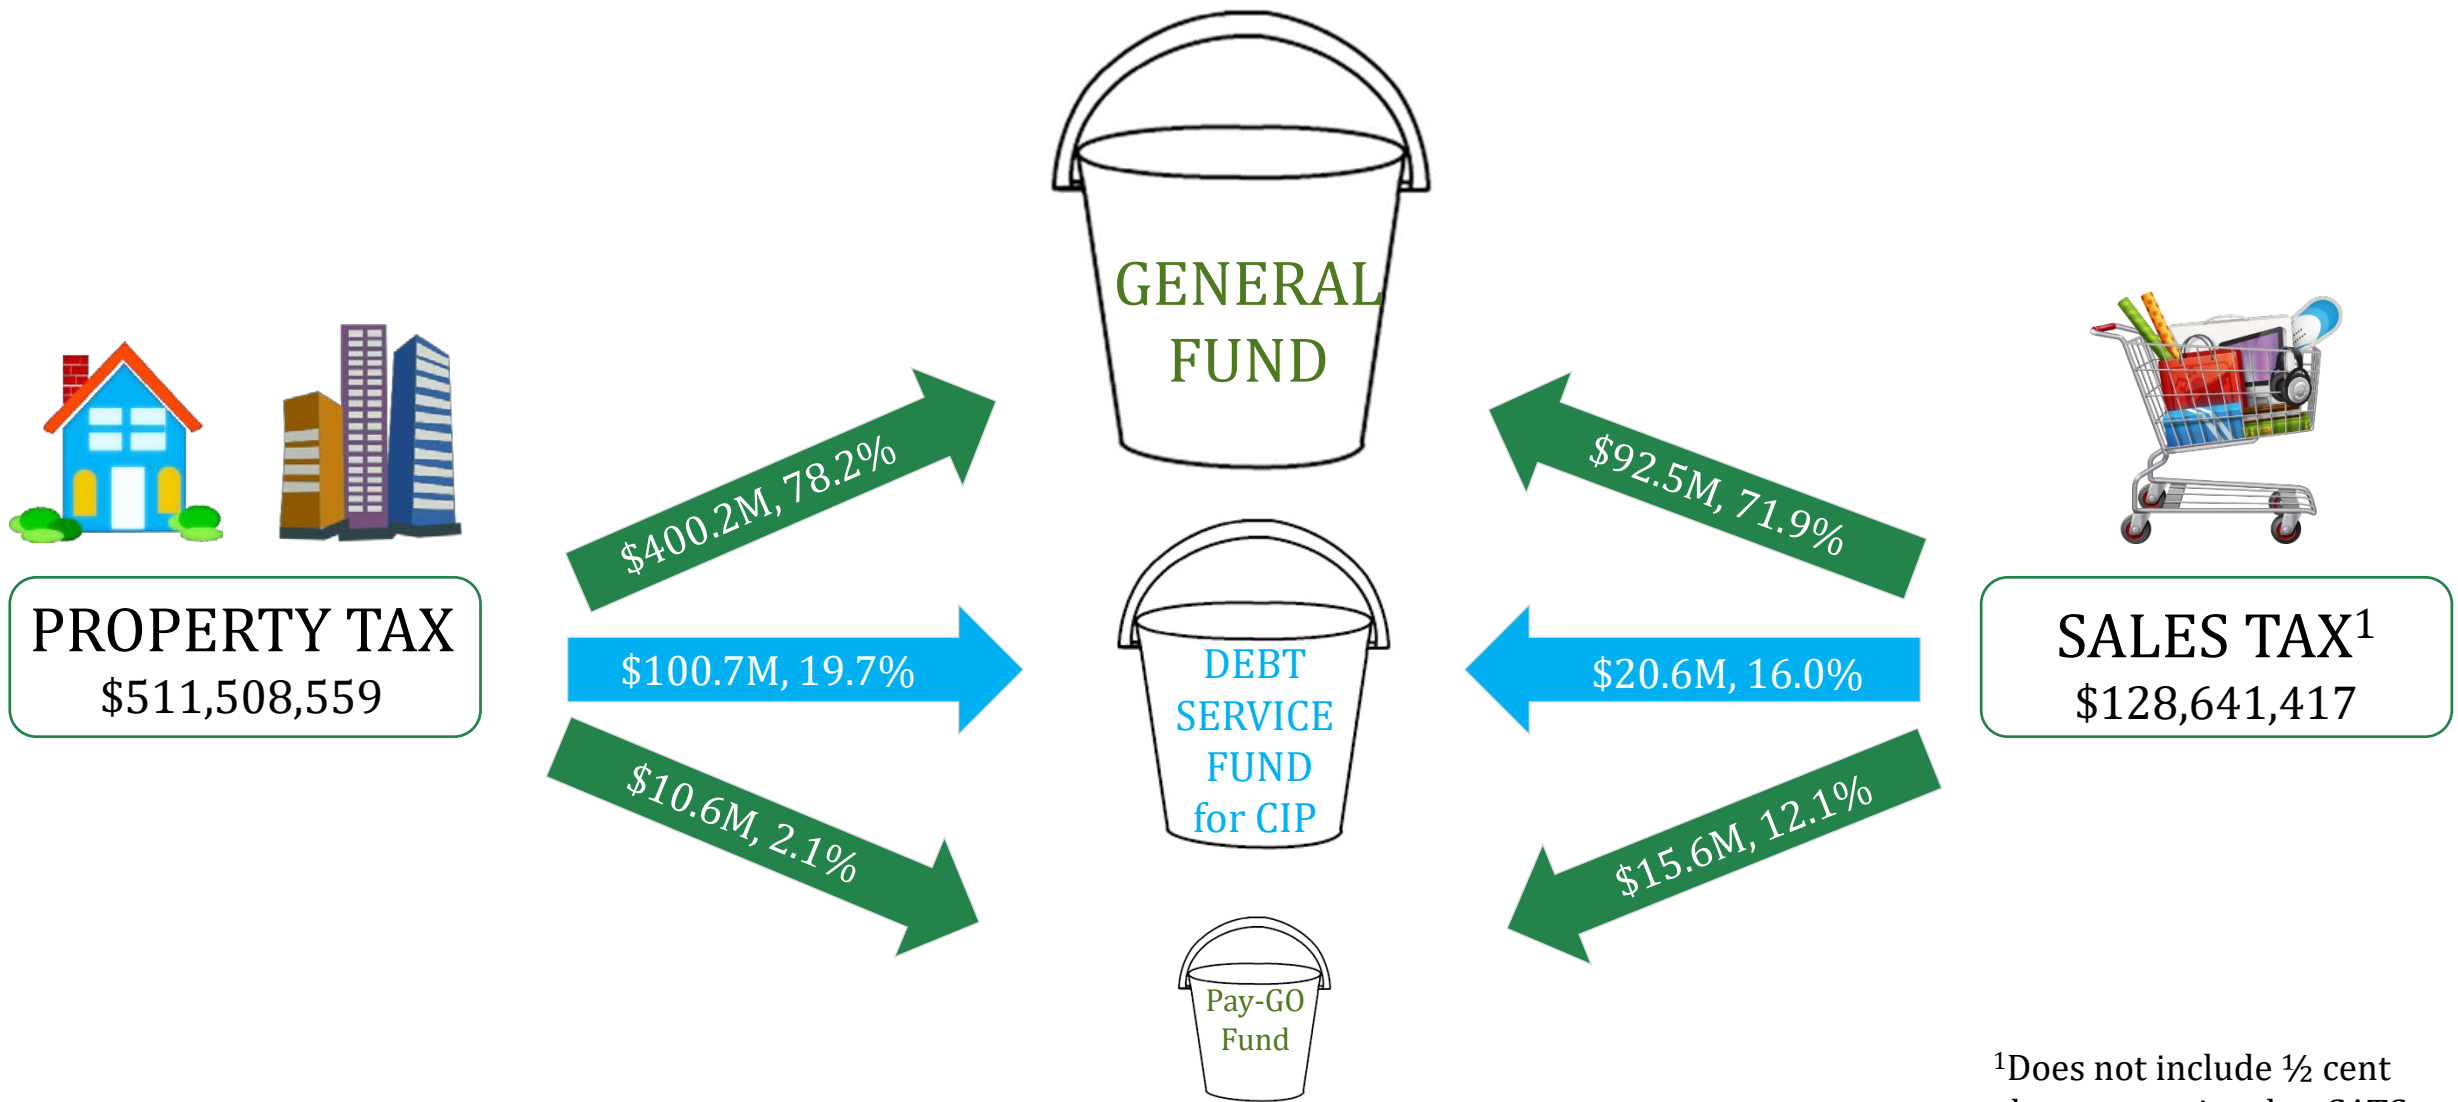 GENERAL
FUND
$400.2M, 78.2%
$92.5M, 71.9%
PROPERTY TAX
$511,508,559
$100.7M, 19.7%
DEBT
SERVICE
FUND
for CIP
$20.6M, 16.0%
SALES TAX¹
$128,641,417
$10.6M, 2.1%
$15.6M, 12.1%
Pay-GO
Fund
¹Does not include ½ cent